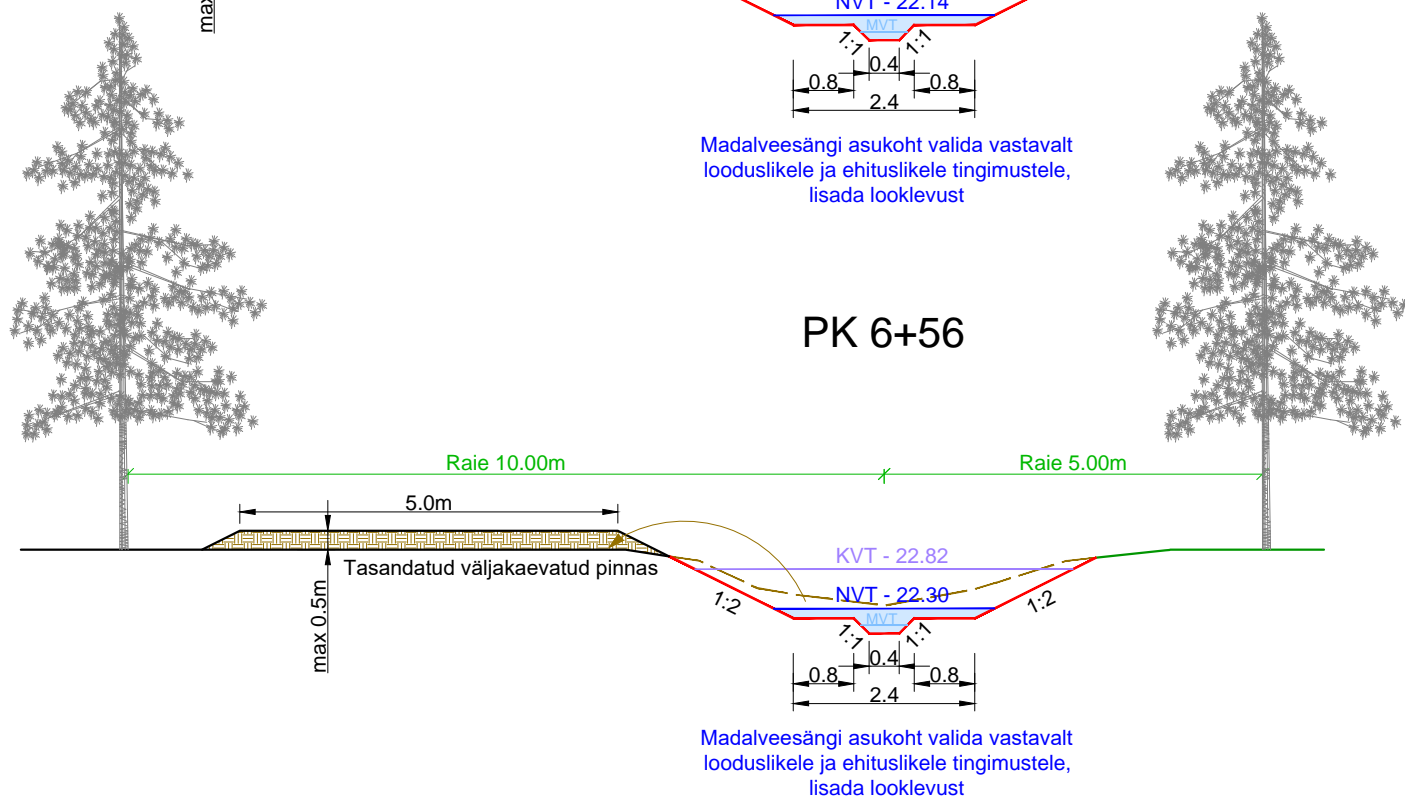 max
NVT - 22.14
MVT
1:1
1:1
0.4
0.8
0.8
2.4
Madalveesängi asukoht valida vastavalt
looduslikele ja ehituslikele tingimustele,
lisada looklevust
PK 6+56
Raie 10.00m
Raie 5.00m
5.0m
KVT - 22.82
Tasandatud väljakaevatud pinnas
max 0.5m
NVT - 22.30
1:2
1:2
MVT
1:1
1:1
0.4
0.8
0.8
2.4
Madalveesängi asukoht valida vastavalt
looduslikele ja ehituslikele tingimustele,
lisada looklevust